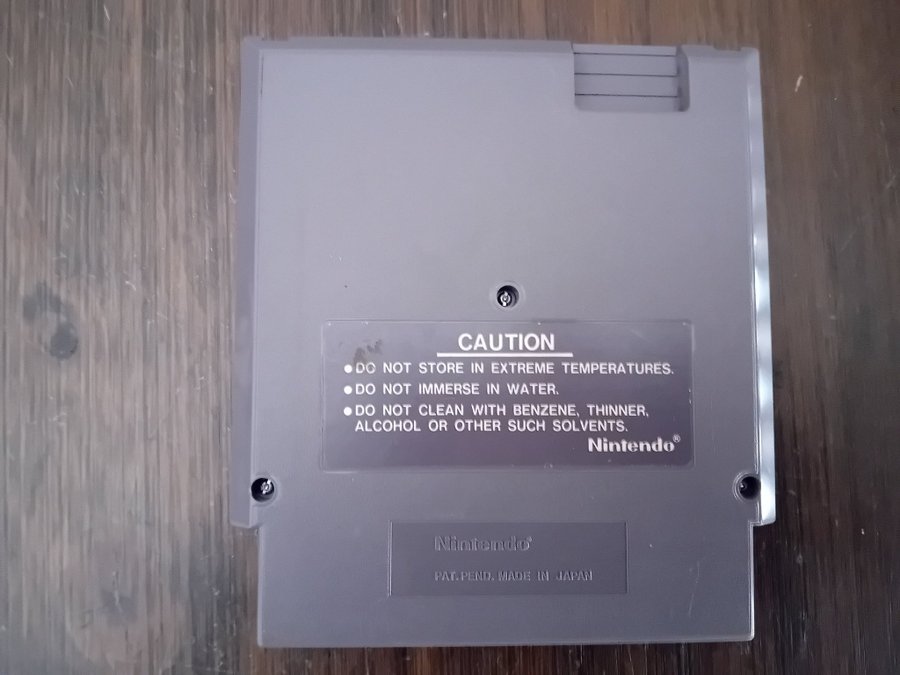 CAUTION
●DO NOT STORE IN EXTREME TEMPERATURES.
●DO NOT IMMERSE IN WATER.
●DO NOT CLEAN WITH BENZENE, THINNER,
ALCOHOL OR OTHER SUCH SOLVENTS.
Nintendo®
Nintendo®
PAT. PEND. MADE IN JAPAN